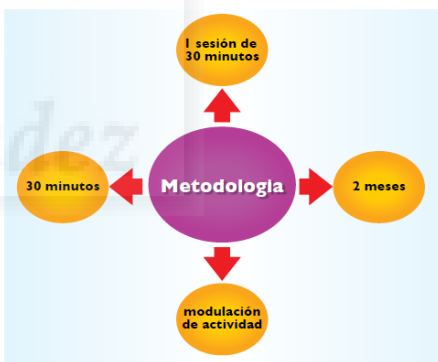 1 sesión de
30 minutos
30 minutos
Metodologia
2 meses
modulación
de actividad